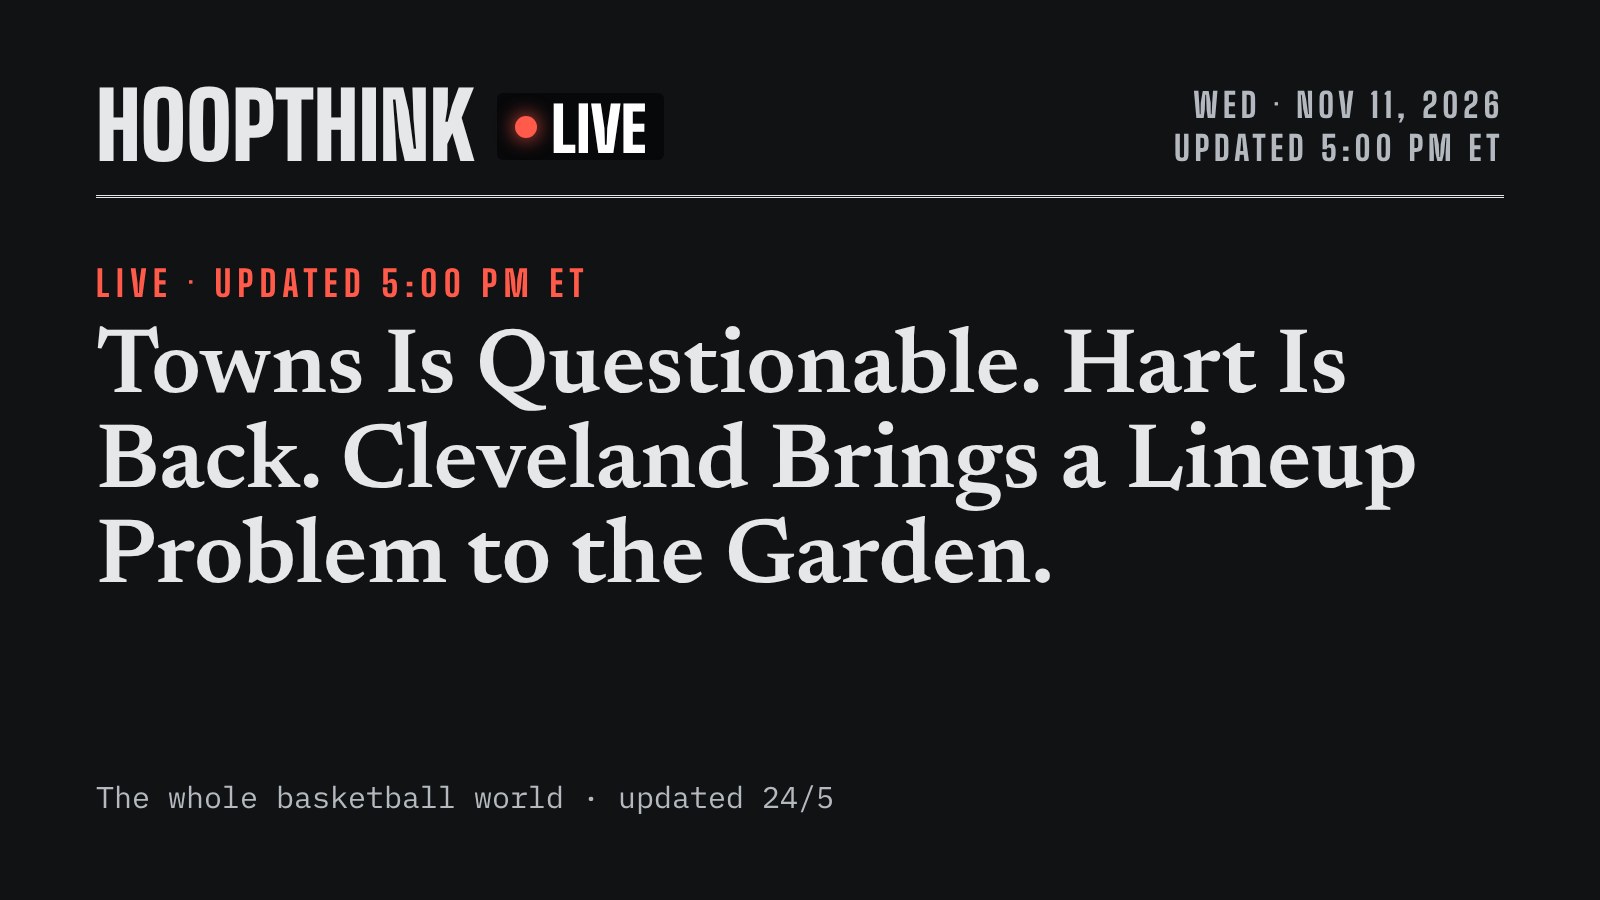 HOOPTHINK LIVE
WED · NOV 11, 2026
UPDATED 5:00 PM ET
LIVE · UPDATED 5:00 PM ET
Towns Is Questionable. Hart Is
Back. Cleveland Brings a Lineup
Problem to the Garden.
The whole basketball world · updated 24/5